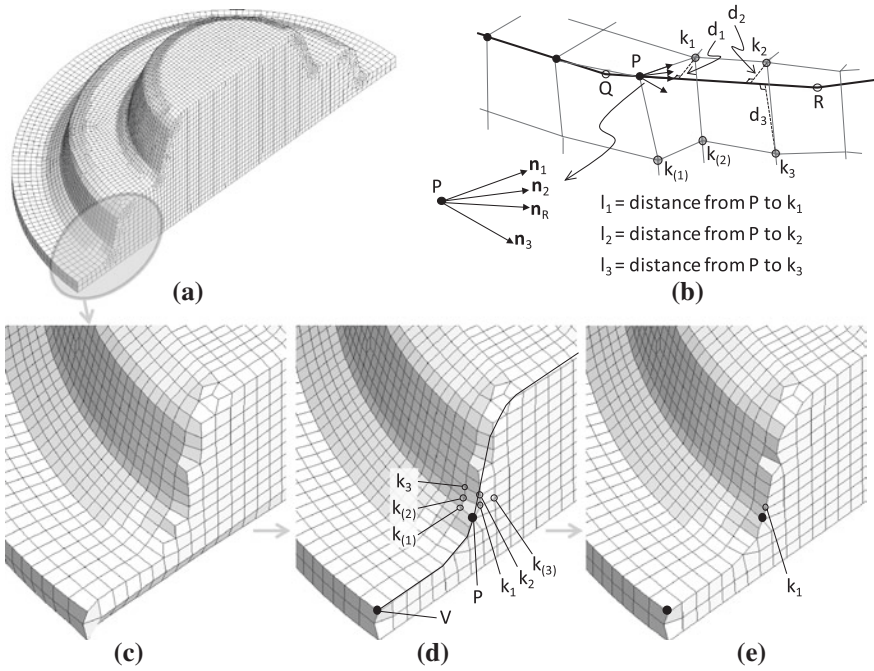 (a)
d₂
d₁
k₁
k₂
P
Q
R
d₃
k₍₁₎
k₍₂₎
k₃
n₁
P
n₂
n_R
n₃
l₁ = distance from P to k₁
l₂ = distance from P to k₂
l₃ = distance from P to k₃
(b)
k₃
k₍₂₎
k₍₁₎
k₍₃₎
k₂
k₁
P
V
k₁
(c)
(d)
(e)